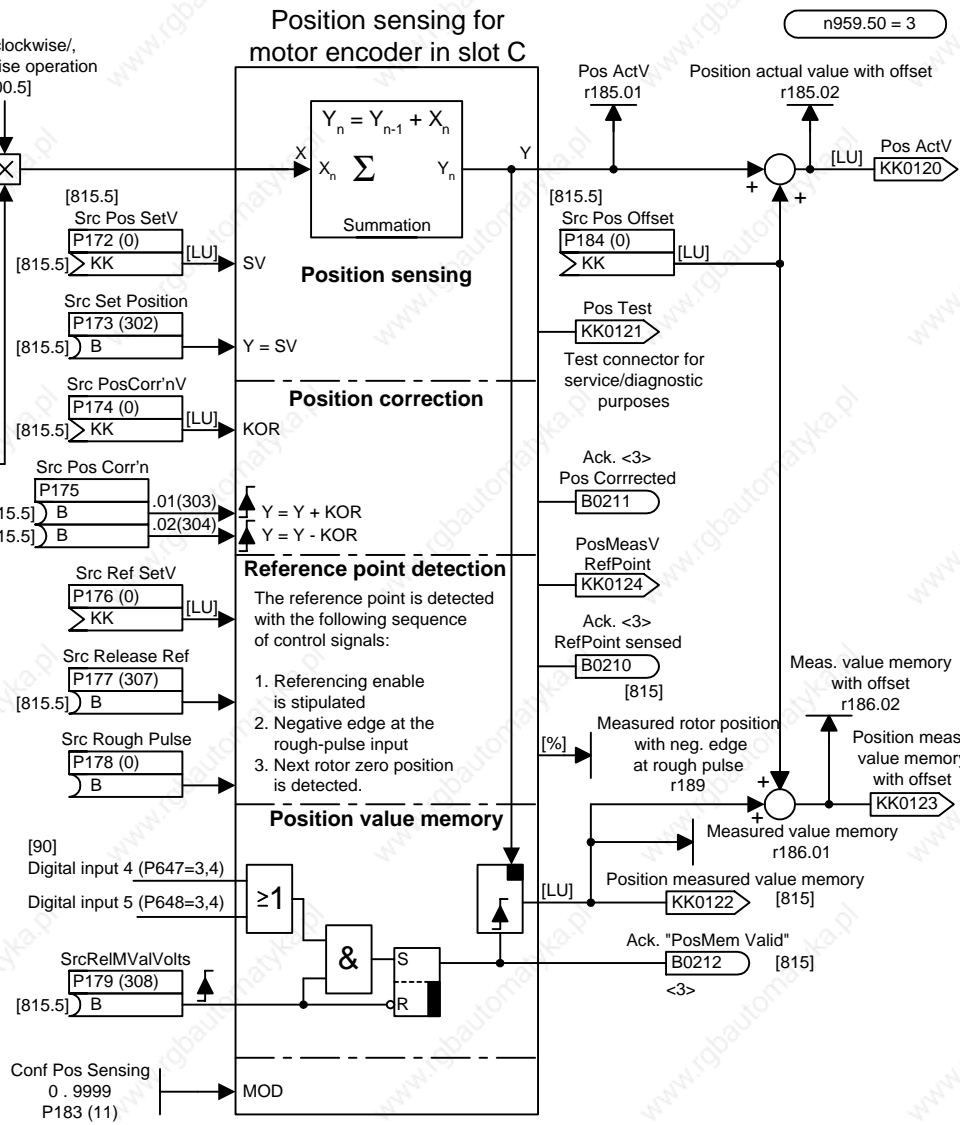 Position sensing for
motor encoder in slot C
n959.50 = 3
clockwise/,
ise operation
00.5]
X
X
Y
Yn = Yn-1 + Xn
Xn Σ Yn
Summation
Position sensing
Pos ActV
r185.01
Position actual value with offset
r185.02
[LU]
Pos ActV
KK0120
+
+
[815.5]
Src Pos SetV
P172 (0)
[815.5] KK
[LU]
SV
[815.5]
Src Pos Offset
P184 (0)
KK
[LU]
Src Set Position
P173 (302)
[815.5] B
Y = SV
Pos Test
KK0121
Test connector for
service/diagnostic
purposes
Position correction
Src PosCorr'nV
P174 (0)
[815.5] KK
[LU]
KOR
Src Pos Corr'n
P175
15.5] B .01(303)
15.5] B .02(304)
Y = Y + KOR
Y = Y - KOR
Ack. <3>
Pos Corrrected
B0211
PosMeasV
RefPoint
KK0124
Reference point detection
The reference point is detected
with the following sequence
of control signals:
1. Referencing enable
is stipulated
2. Negative edge at the
rough-pulse input
3. Next rotor zero position
is detected.
Src Ref SetV
P176 (0)
KK
[LU]
Src Release Ref
P177 (307)
[815.5] B
Src Rough Pulse
P178 (0)
B
Ack. <3>
RefPoint sensed
B0210
[815]
[%]
Measured rotor position
with neg. edge
at rough pulse
r189
Meas. value memory
with offset
r186.02
Position meas
value memory
with offset
KK0123
+
+
Position value memory
[90]
Digital input 4 (P647=3,4)
Digital input 5 (P648=3,4)
≥1
&
S
R
[LU]
Measured value memory
r186.01
Position measured value memory
KK0122
[815]
Ack. "PosMem Valid"
B0212
[815]
<3>
SrcRelMValVolts
P179 (308)
[815.5] B
Conf Pos Sensing
0 . 9999
P183 (11)
MOD
www.rgbautomatyka.pl